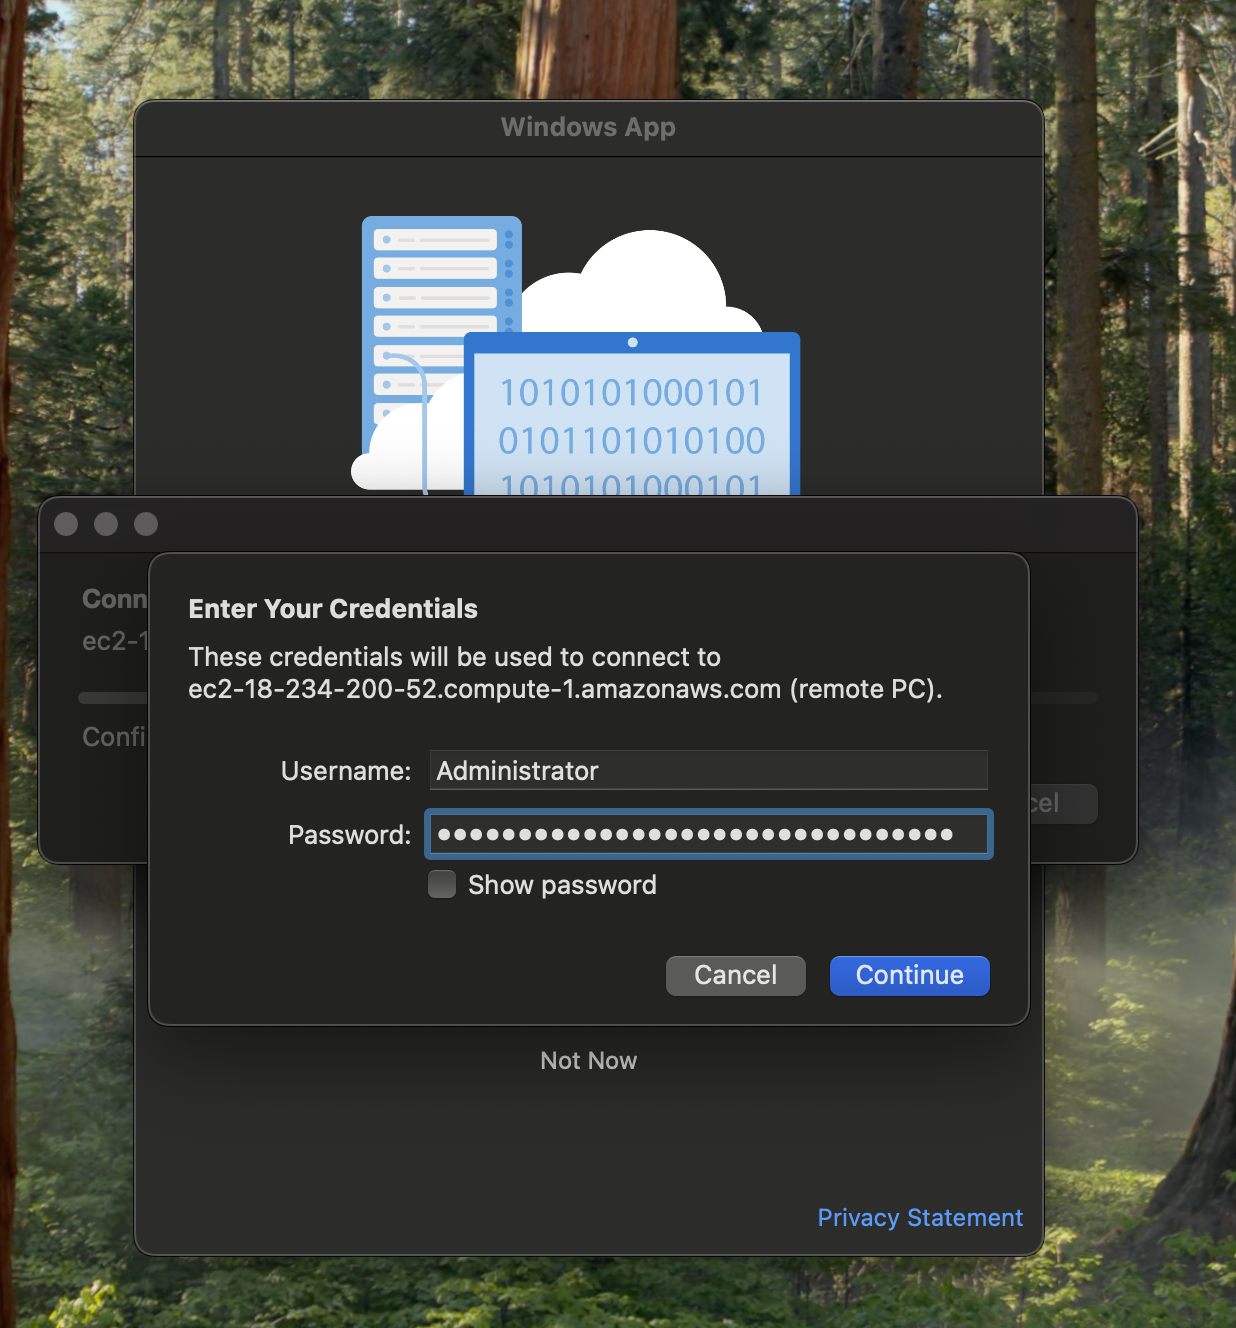 Windows App
1010101000101
0101101010100
1010101000101
Conn
ec2-1
Confi
cel
Enter Your Credentials
These credentials will be used to connect to
ec2-18-234-200-52.compute-1.amazonaws.com (remote PC).
Username: Administrator
Password: ••••••••••••••••••••••••••••••••
Show password
Cancel Continue
Not Now
Privacy Statement